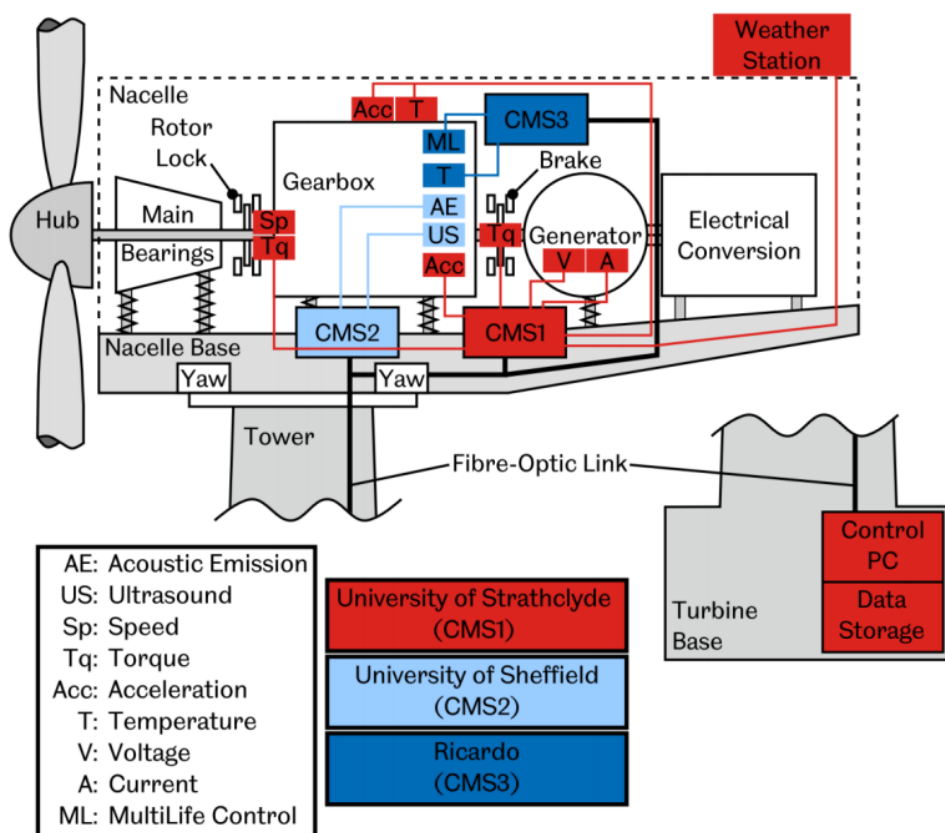 Weather
Station
Nacelle
Acc
T
CMS3
Rotor
Lock
ML
Brake
Gearbox
T
Hub
Main
Bearings
Sp
Tq
AE
US
Acc
Tq
Generator
V
A
Electrical
Conversion
CMS2
CMS1
Nacelle Base
Yaw
Yaw
Tower
Fibre-Optic Link
Control
PC
Data
Storage
Turbine
Base
AE: Acoustic Emission
US: Ultrasound
Sp: Speed
Tq: Torque
Acc: Acceleration
T: Temperature
V: Voltage
A: Current
ML: MultiLife Control
University of Strathclyde
(CMS1)
University of Sheffield
(CMS2)
Ricardo
(CMS3)